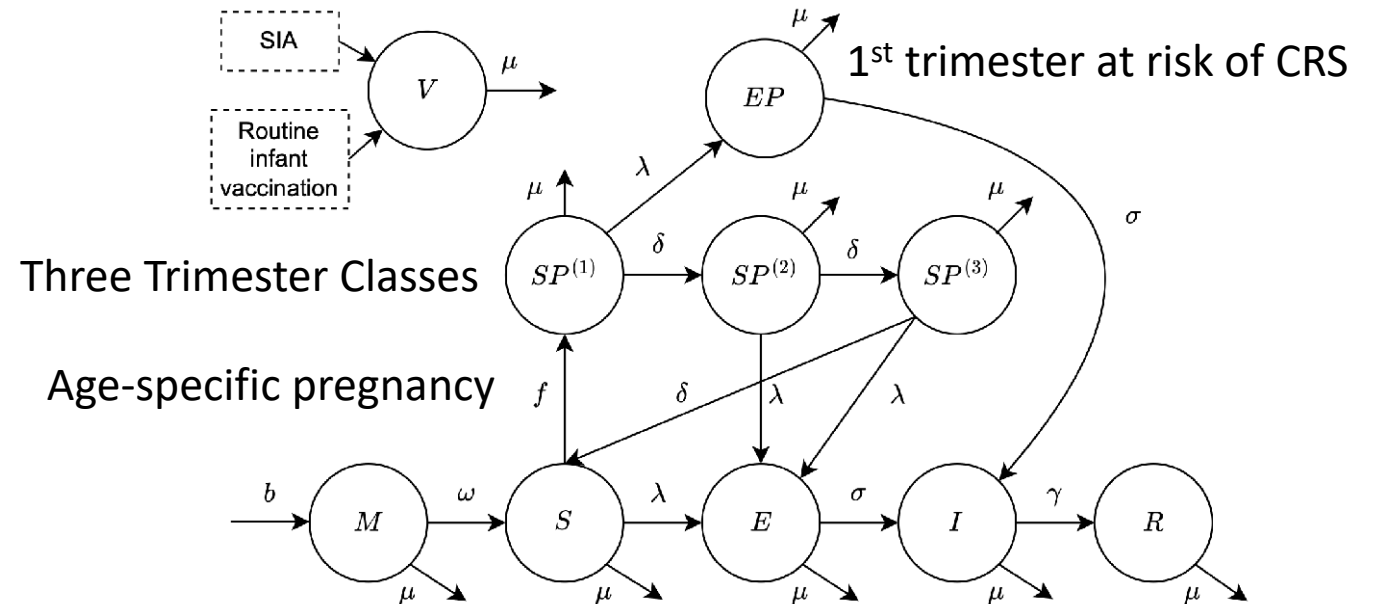 SIA
V
μ
Routine
infant
vaccination
μ
EP
1st trimester at risk of CRS
λ
σ
Three Trimester Classes
μ
SP(1)
δ
μ
SP(2)
δ
μ
SP(3)
Age-specific pregnancy
f
δ
λ
λ
b
M
ω
S
λ
E
σ
I
γ
R
μ
μ
μ
μ
μ